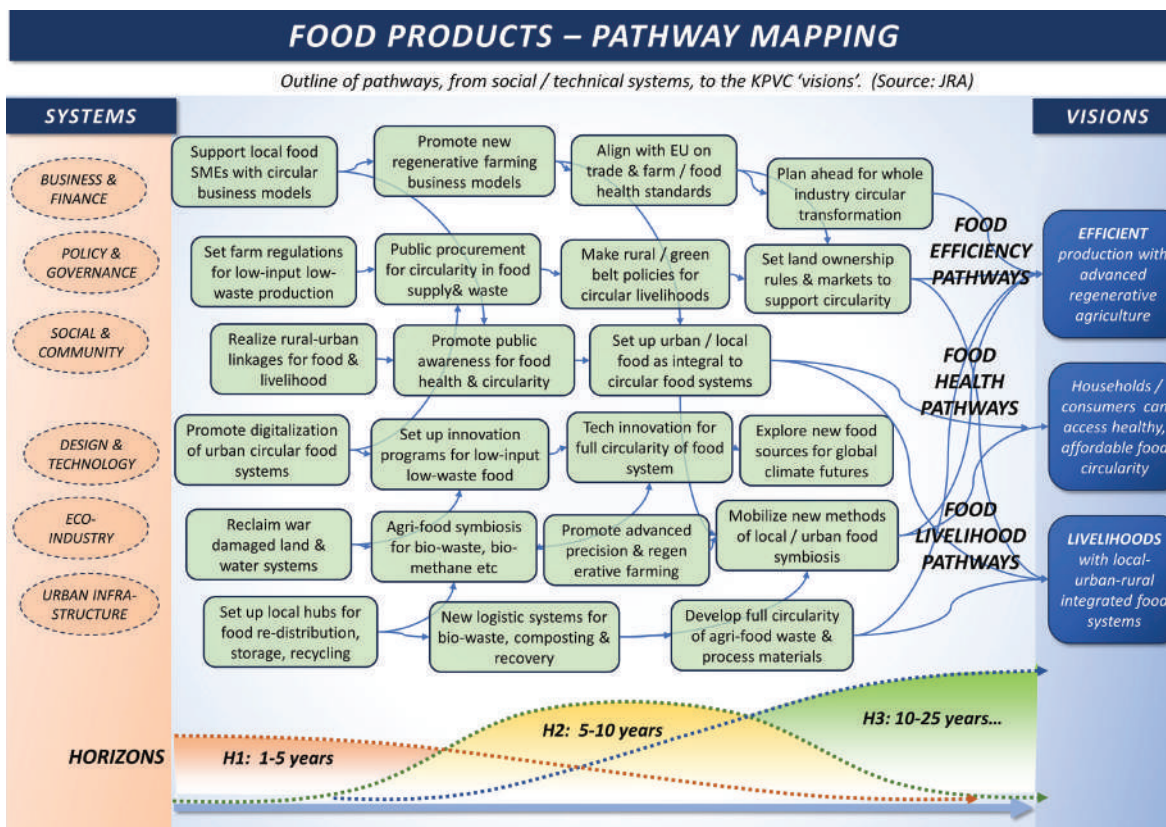 FOOD PRODUCTS – PATHWAY MAPPING
Outline of pathways, from social / technical systems, to the KPVC ‘visions’. (Source: JRA)
SYSTEMS
VISIONS
BUSINESS &
FINANCE
Support local food
SMEs with circular
business models
Promote new
regenerative farming
business models
Align with EU on
trade & farm / food
health standards
Plan ahead for whole
industry circular
transformation
POLICY &
GOVERNANCE
Set farm regulations
for low-input low-
waste production
Public procurement
for circularity in food
supply& waste
Make rural / green
belt policies for
circular livelihoods
Set land ownership
rules & markets to
support circularity
FOOD
EFFICIENCY
PATHWAYS
EFFICIENT
production with
advanced
regenerative
agriculture
SOCIAL &
COMMUNITY
Realize rural-urban
linkages for food &
livelihood
Promote public
awareness for food
health & circularity
Set up urban / local
food as integral to
circular food systems
FOOD
HEALTH
PATHWAYS
Households /
consumers can
access healthy,
affordable food
circularity
DESIGN &
TECHNOLOGY
Promote digitalization
of urban circular food
systems
Set up innovation
programs for low-input
low-waste food
Tech innovation for
full circularity of food
system
Explore new food
sources for global
climate futures
ECO-
INDUSTRY
Reclaim war
damaged land &
water systems
Agri-food symbiosis
for bio-waste, bio-
methane etc
Promote advanced
precision & regen
erative farming
Mobilize new methods
of local / urban food
symbiosis
FOOD
LIVELIHOOD
PATHWAYS
LIVELIHOODS
with local-
urban-rural
integrated food
systems
URBAN INFRA-
STRUCTURE
Set up local hubs for
food re-distribution,
storage, recycling
New logistic systems for
bio-waste, composting &
recovery
Develop full circularity
of agri-food waste &
process materials
HORIZONS
H1: 1-5 years
H2: 5-10 years
H3: 10-25 years...